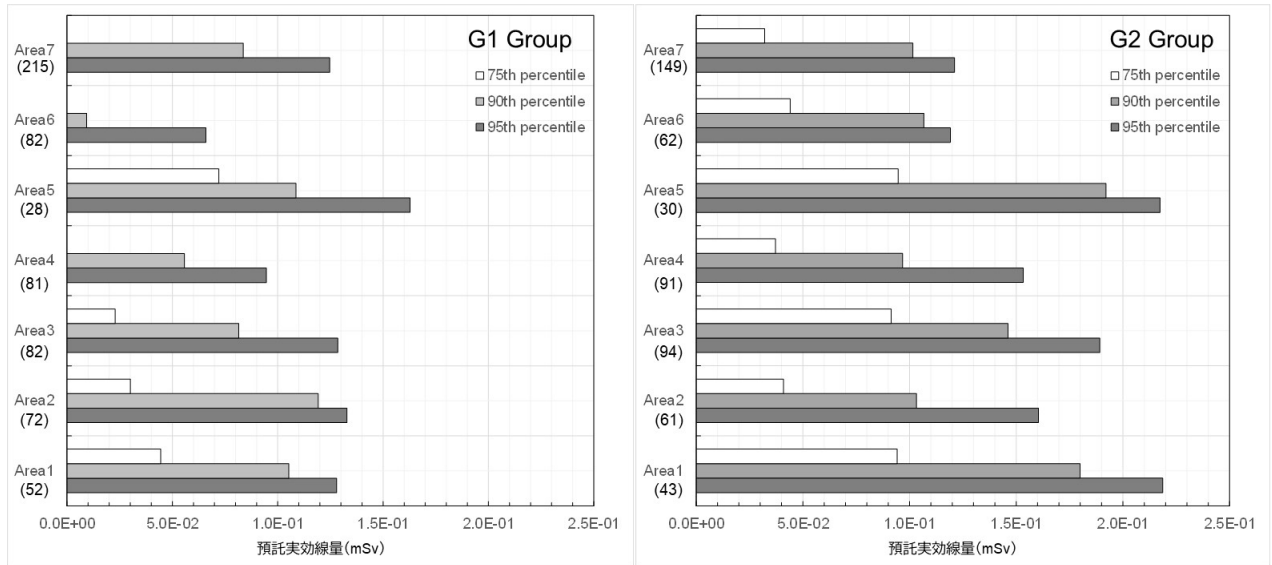 G1 Group
75th percentile
90th percentile
95th percentile
Area7
(215)
Area6
(82)
Area5
(28)
Area4
(81)
Area3
(82)
Area2
(72)
Area1
(52)
0.0E+00 5.0E-02 1.0E-01 1.5E-01 2.0E-01 2.5E-01
預託実効線量(mSv)
G2 Group
75th percentile
90th percentile
95th percentile
Area7
(149)
Area6
(62)
Area5
(30)
Area4
(91)
Area3
(94)
Area2
(61)
Area1
(43)
0.0E+00 5.0E-02 1.0E-01 1.5E-01 2.0E-01 2.5E-01
預託実効線量(mSv)